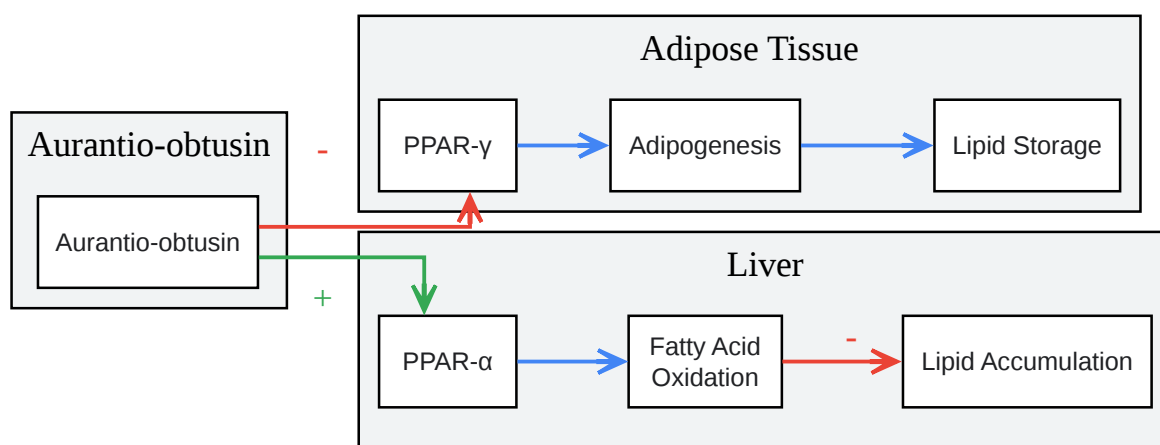 Adipose Tissue
Aurantio-obtusin
-
PPAR-γ
Adipogenesis
Lipid Storage
Aurantio-obtusin
+
Liver
PPAR-α
Fatty Acid
Oxidation
-
Lipid Accumulation